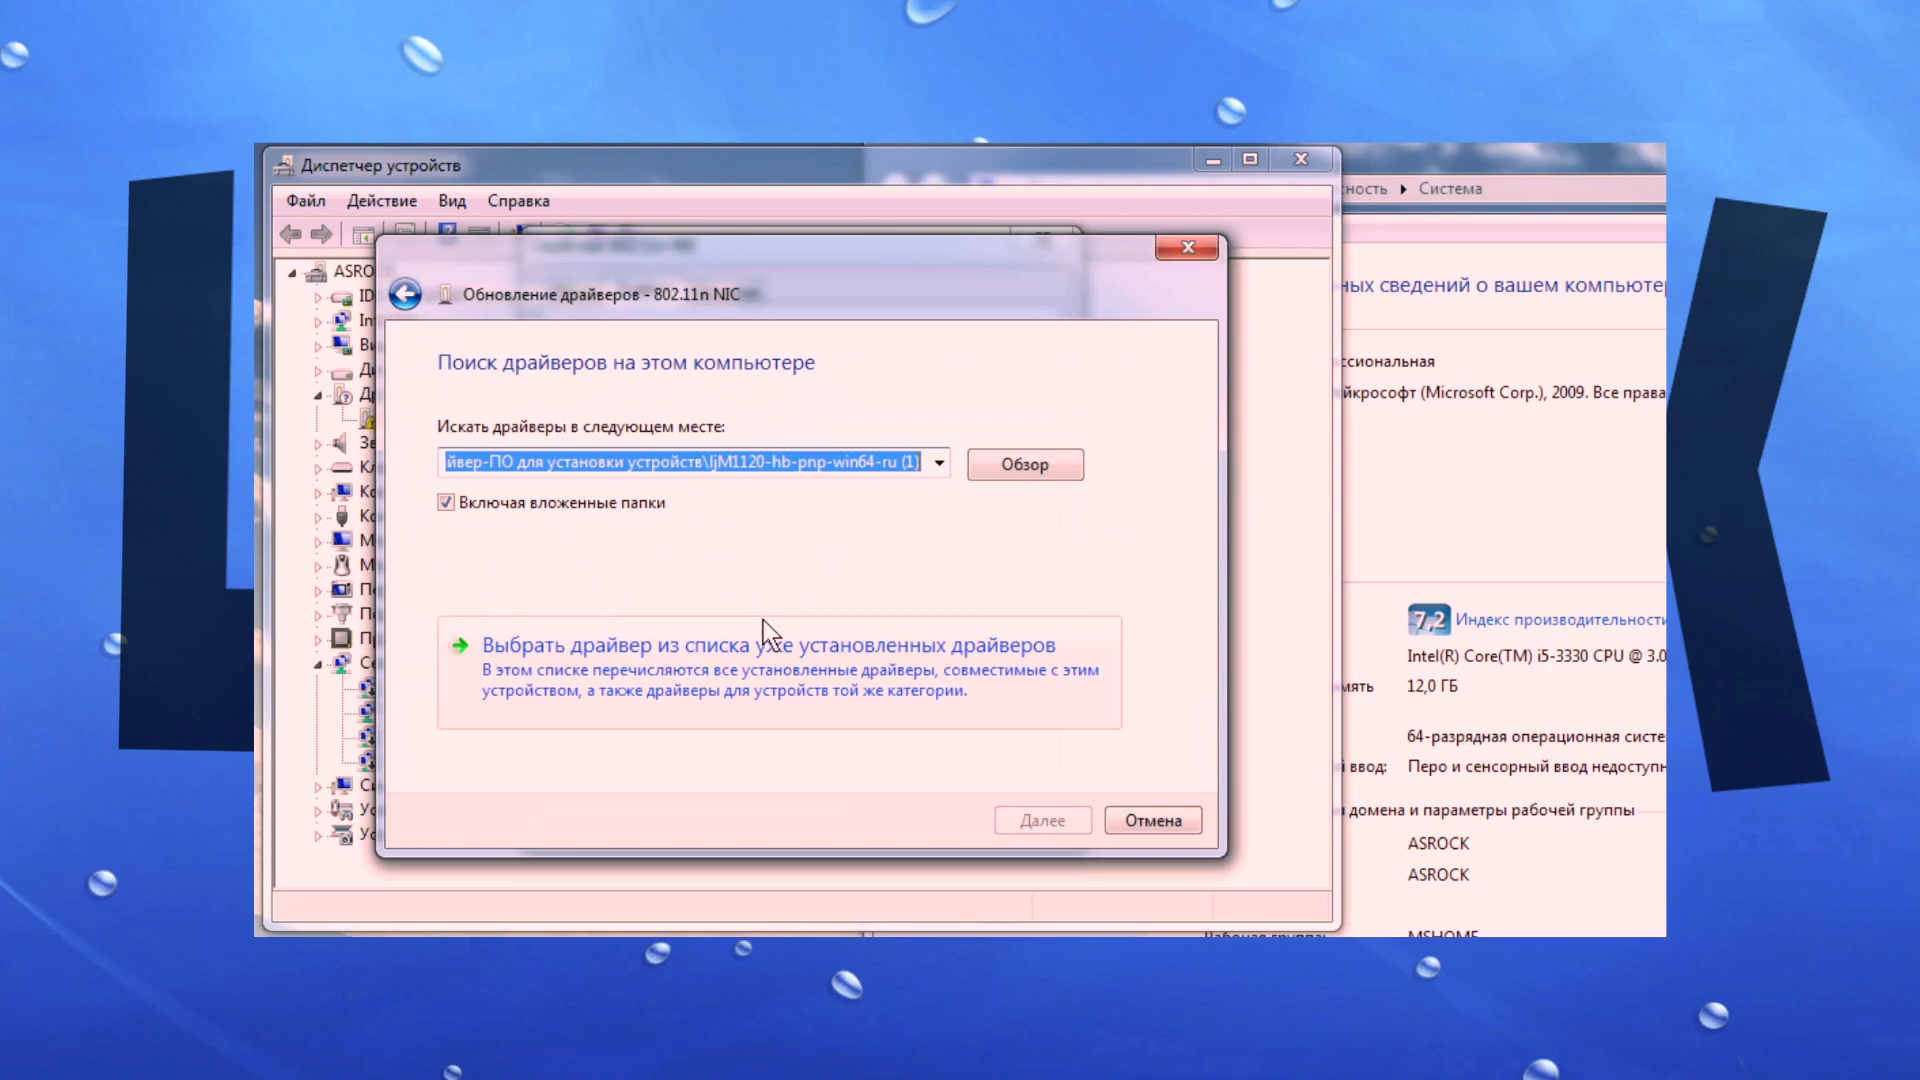 Диспетчер устройств
Файл Действие Вид Справка
Система
ASRO
Обновление драйверов - 802.11n NIC
Поиск драйверов на этом компьютере
Искать драйверы в следующем месте:
йвер-ПО для установки устройств\ljM1120-hb-pnp-win64-ru (1)
Обзор
Включая вложенные папки
Выбрать драйвер из списка уже установленных драйверов
В этом списке перечисляются все установленные драйверы, совместимые с этим
устройством, а также драйверы для устройств той же категории.
Далее Отмена
ных сведений о вашем компьюте
ссиональная
йкрософт (Microsoft Corp.), 2009. Все права
7,2 Индекс производительности
Intel(R) Core(TM) i5-3330 CPU @ 3.0
мять 12,0 ГБ
64-разрядная операционная систе
й ввод: Перо и сенсорный ввод недоступн
домена и параметры рабочей группы
ASROCK
ASROCK
Рабочая группа:
MSHOME